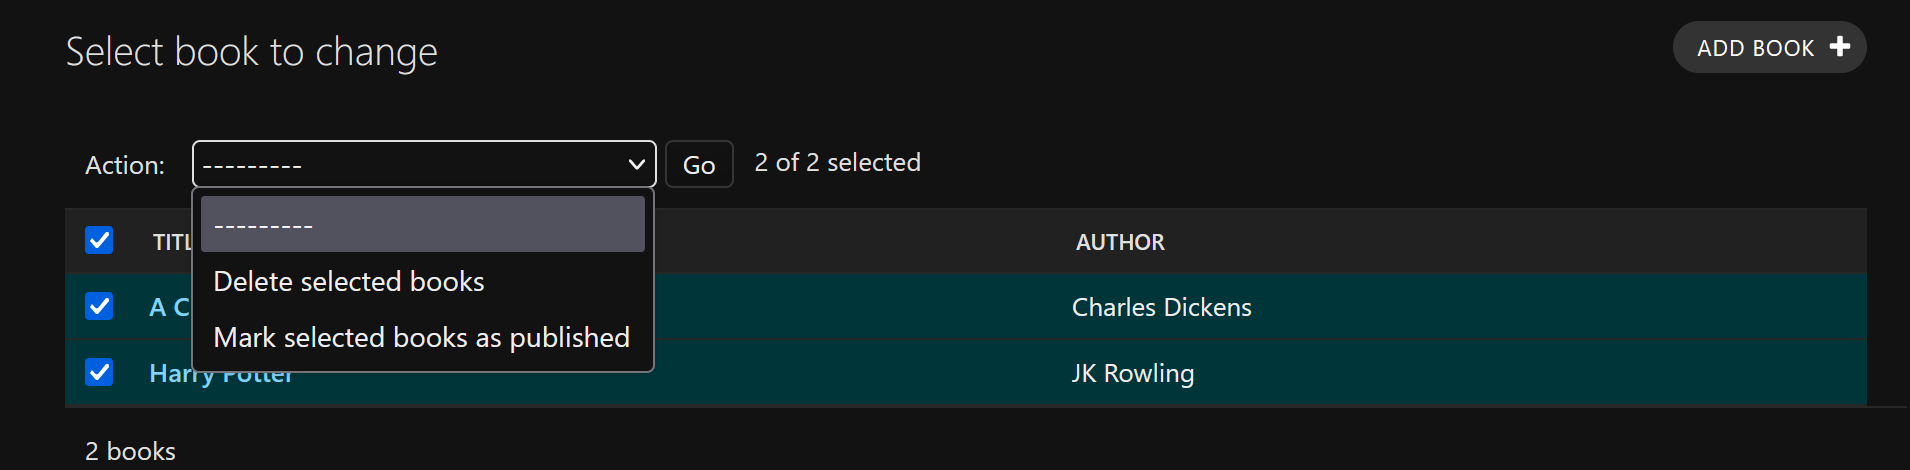 Select book to change
ADD BOOK
Action: --------- Go 2 of 2 selected
---------
AUTHOR
Delete selected books
Charles Dickens
Mark selected books as published
Harry Potter JK Rowling
2 books